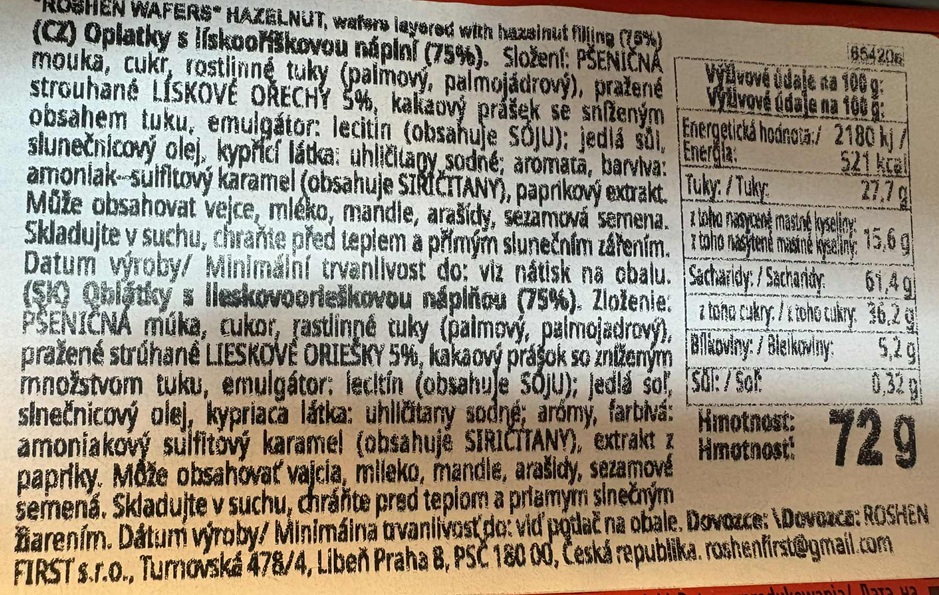 "ROSHEN WAFERS" HAZELNUT, wafers layered with hazelnut filling (75%)
(CZ) Oplatky s lískooříškovou náplní (75%). Složení: PŠENIČNÁ
mouka, cukr, rostlinné tuky (palmový, palmojádrový), pražené
strouhané LÍSKOVÉ OŘECHY 5%, kakaový prášek se sníženým
obsahem tuku, emulgátor: lecitin (obsahuje SÓJU); jedlá sůl,
slunečnicový olej, kypřicí látka: uhličitany sodné; aromata, barviva:
amoniak-sulfitový karamel (obsahuje SIŘIČITANY), paprikový extrakt.
Může obsahovat vejce, mléko, mandle, arašídy, sezamová semena.
Skladujte v suchu, chraňte před teplem a přímým slunečním zářením.
Datum výroby/ Minimální trvanlivost do: viz nátisk na obalu.
(SK) Oblátky s lieskovoorieškovou náplňou (75%). Zloženie:
PŠENIČNÁ múka, cukor, rastlinné tuky (palmový, palmojadrový),
pražené strúhané LIESKOVÉ ORIEŠKY 5%, kakaový prášok so zníženým
množstvom tuku, emulgátor: lecitín (obsahuje SÓJU); jedlá soľ,
slnečnicový olej, kypriaca látka: uhličitany sodné; arómy, farbivá:
amoniakový sulfitový karamel (obsahuje SIRIČITANY), extrakt z
papriky. Môže obsahovať vajcia, mlieko, mandle, arašidy, sezamové
semená. Skladujte v suchu, chráňte pred teplom a priamym slnečným
žiarením. Dátum výroby/ Minimálna trvanlivosť do: viď potlač na obale. Dovozce: \Dovozca: ROSHEN
FIRST s.r.o., Turnovská 478/4, Libeň Praha 8, PSČ 180 00, Česká republika. roshenfirst@gmail.com
Výživové údaje na 100 g:
Výživové údaje na 100 g:
Energetická hodnota:/ 2180 kJ /
Energia: 521 kcal
Tuky: / Tuky: 27,7 g
z toho nasycené mastné kyseliny:
z toho nasýtené mastné kyseliny: 15,6 g
Sacharidy: / Sacharidy: 61,4 g
z toho cukry: / z toho cukry: 36,2 g
Bílkoviny: / Bielkoviny: 5,2 g
Sůl: / Soľ: 0,32 g
Hmotnost:
Hmotnosť: 72 g